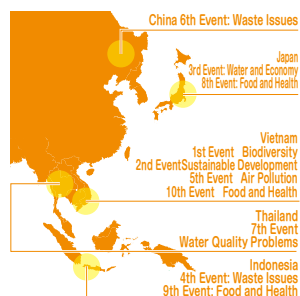 China 6th Event: Waste Issues
Japan
3rd Event: Water and Economy
8th Event: Food and Health
Vietnam
1st Event Biodiversity
2nd EventSustainable Development
5th Event Air Pollution
10th Event Food and Health
Thailand
7th Event
Water Quality Problems
Indonesia
4th Event: Waste Issues
9th Event: Food and Health